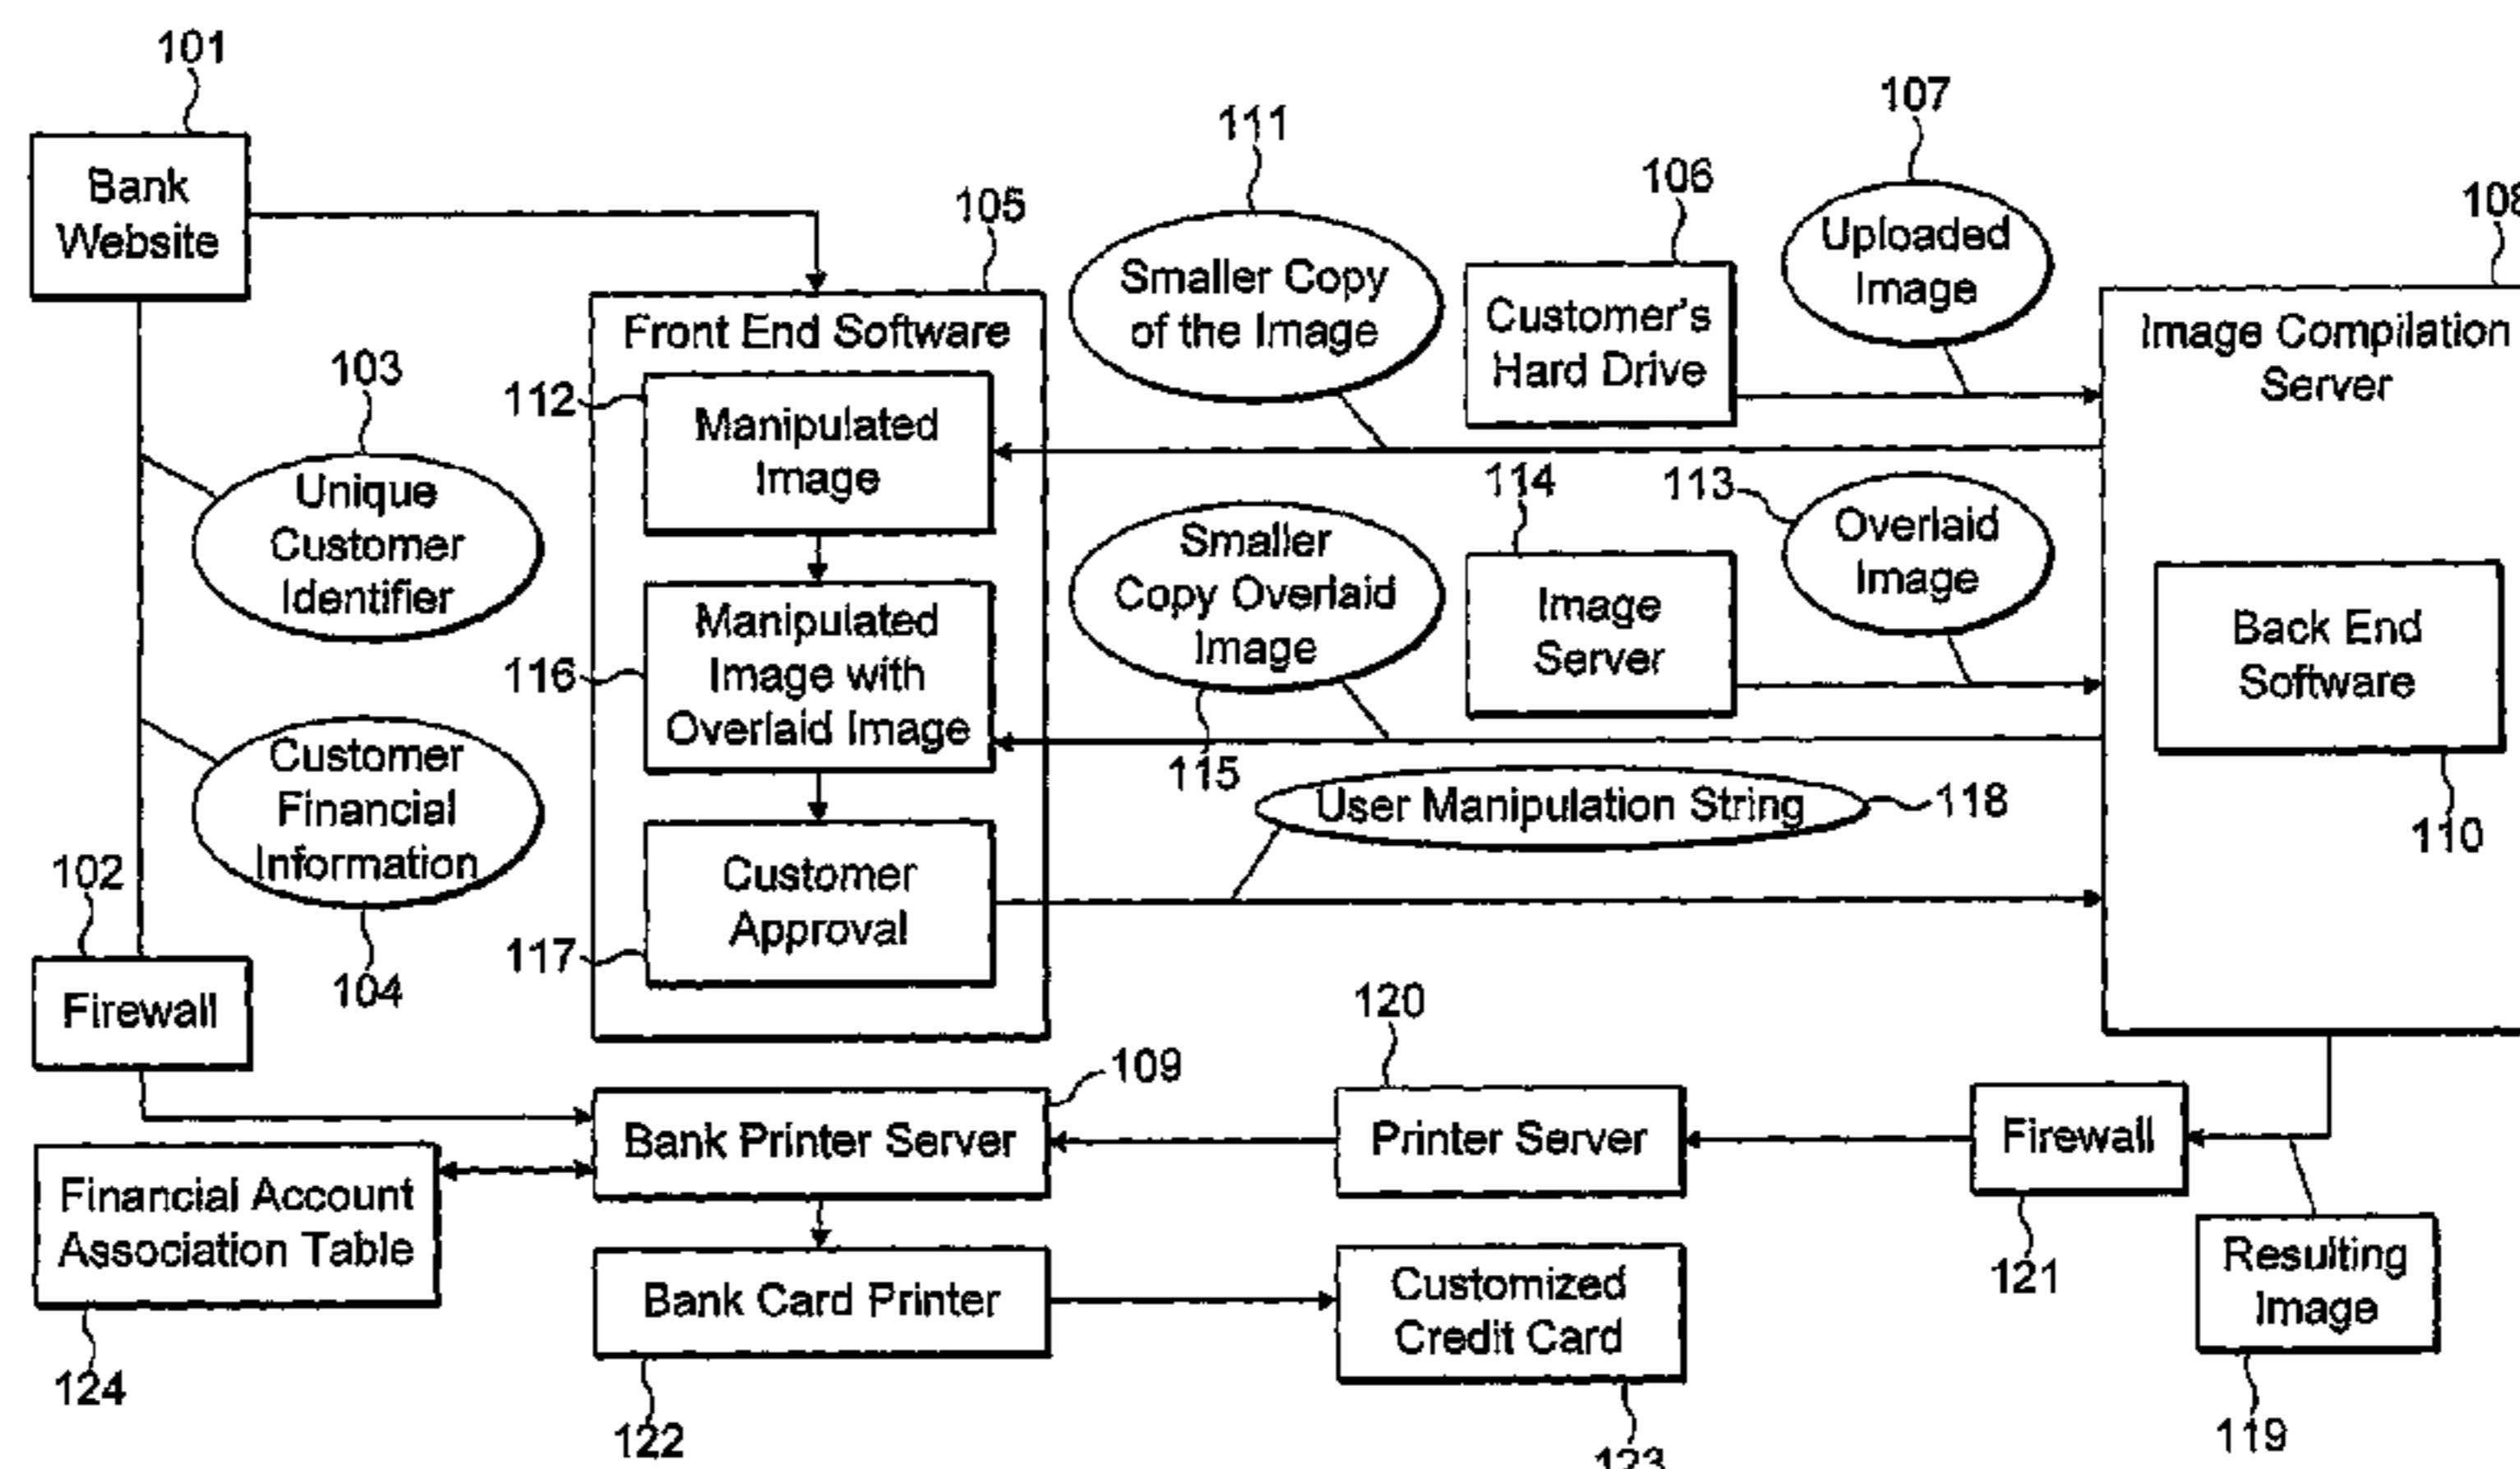 101
Bank
Website
105
Front End Software
112
Manipulated
Image
116
Manipulated
Image with
Overlaid Image
117
Customer
Approval
103
Unique
Customer
Identifier
Customer
Financial
Information
104
102
Firewall
111
Smaller Copy
of the Image
106
Customer's
Hard Drive
107
Uploaded
Image
108
Image Compilation
Server
114
Image
Server
113
Overlaid
Image
Smaller
Copy Overlaid
Image
115
User Manipulation String
118
Back End
Software
110
109
Bank Printer Server
120
Printer Server
Firewall
121
Resulting
Image
119
Financial Account
Association Table
124
Bank Card Printer
122
Customized
Credit Card
123